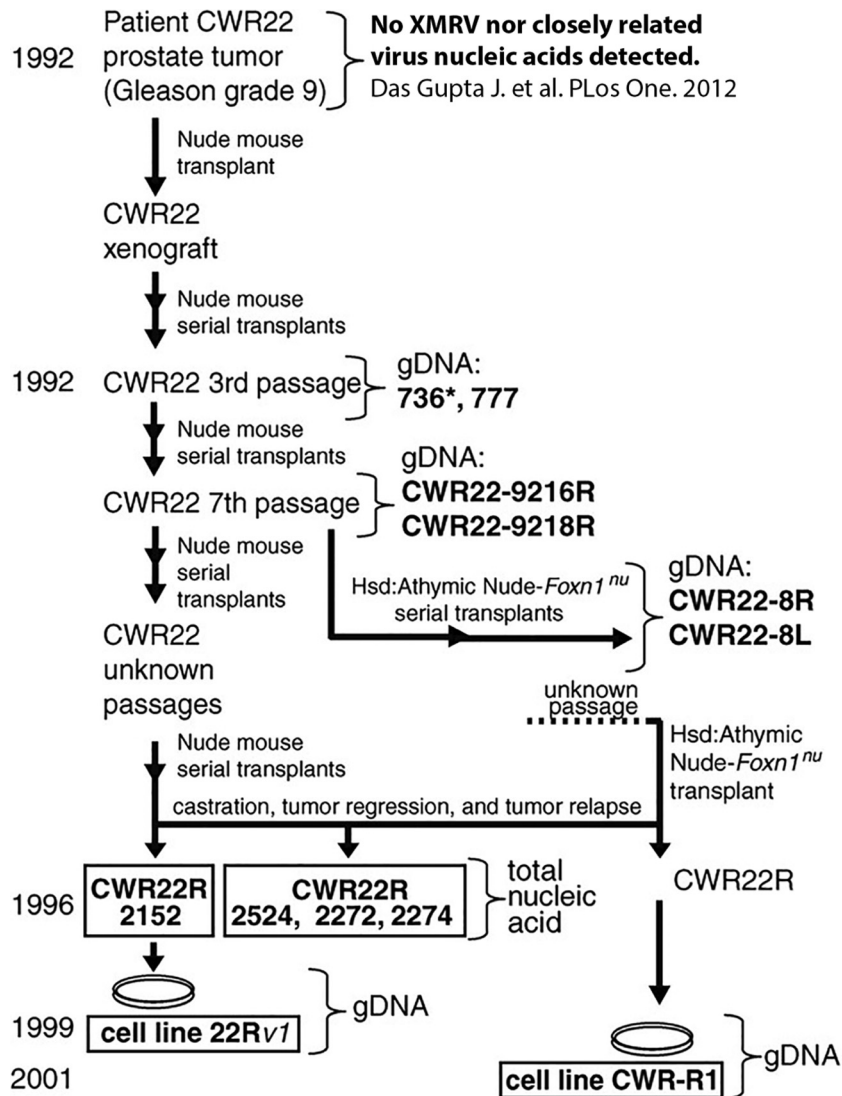 Patient CWR22
1992 prostate tumor
(Gleason grade 9)
No XMRV nor closely related
virus nucleic acids detected.
Das Gupta J. et al. PLos One. 2012
Nude mouse
transplant
CWR22
xenograft
Nude mouse
serial transplants
1992 CWR22 3rd passage
gDNA:
736*, 777
Nude mouse
serial transplants
CWR22 7th passage
gDNA:
CWR22-9216R
CWR22-9218R
Nude mouse
serial
transplants
Hsd:Athymic Nude-Foxn1nu
serial transplants
gDNA:
CWR22-8R
CWR22-8L
CWR22
unknown
passages
unknown
passage
Nude mouse
serial transplants
Hsd:Athymic
Nude-Foxn1nu
transplant
castration, tumor regression, and tumor relapse
1996
CWR22R
2152
CWR22R
2524, 2272, 2274
total
nucleic
acid
CWR22R
gDNA
1999 cell line 22Rv1
gDNA
2001 cell line CWR-R1